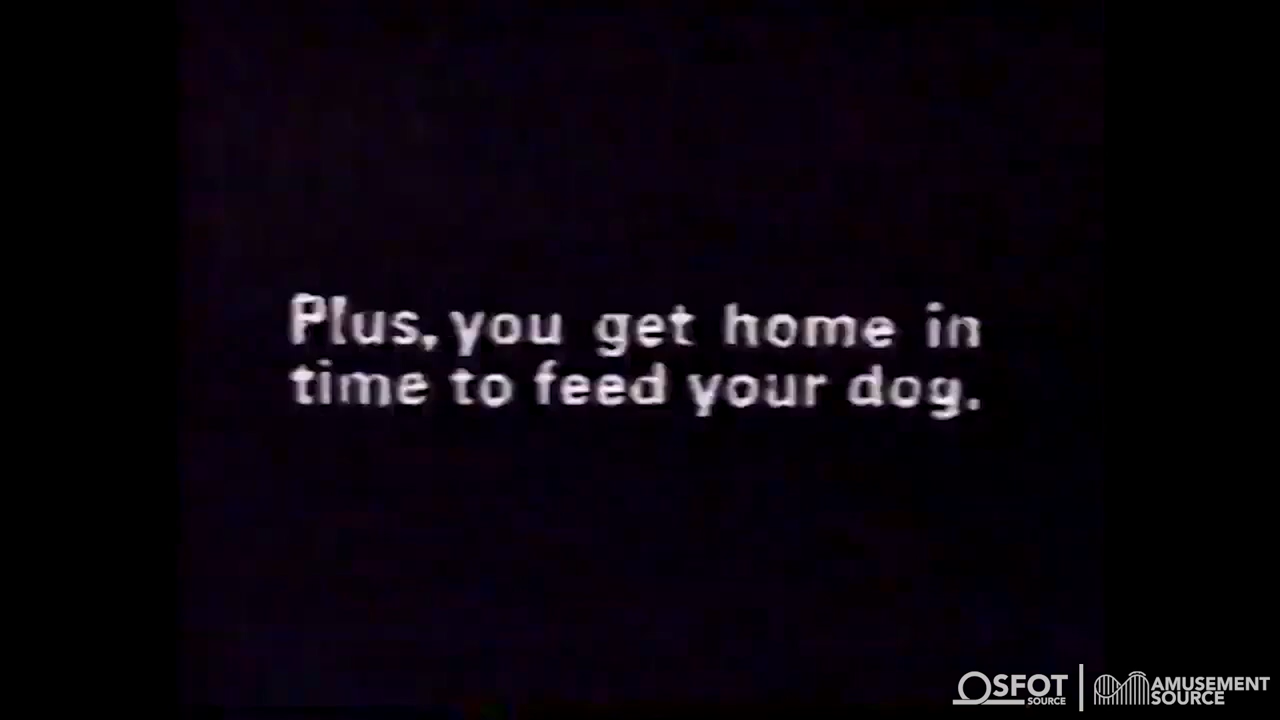 Plus, you get home in
time to feed your dog.
OSFOT SOURCE
AMUSEMENT SOURCE